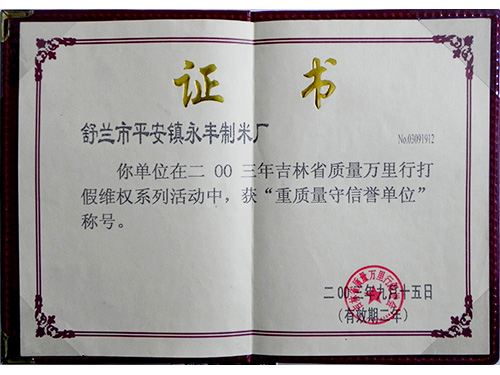 证书
舒兰市平安镇永丰制米厂
No.03091912
你单位在二 00 三年吉林省质量万里行打
假维权系列活动中，获“重质量守信誉单位”
称号。
二00三年九月十五日
(有效期二年)